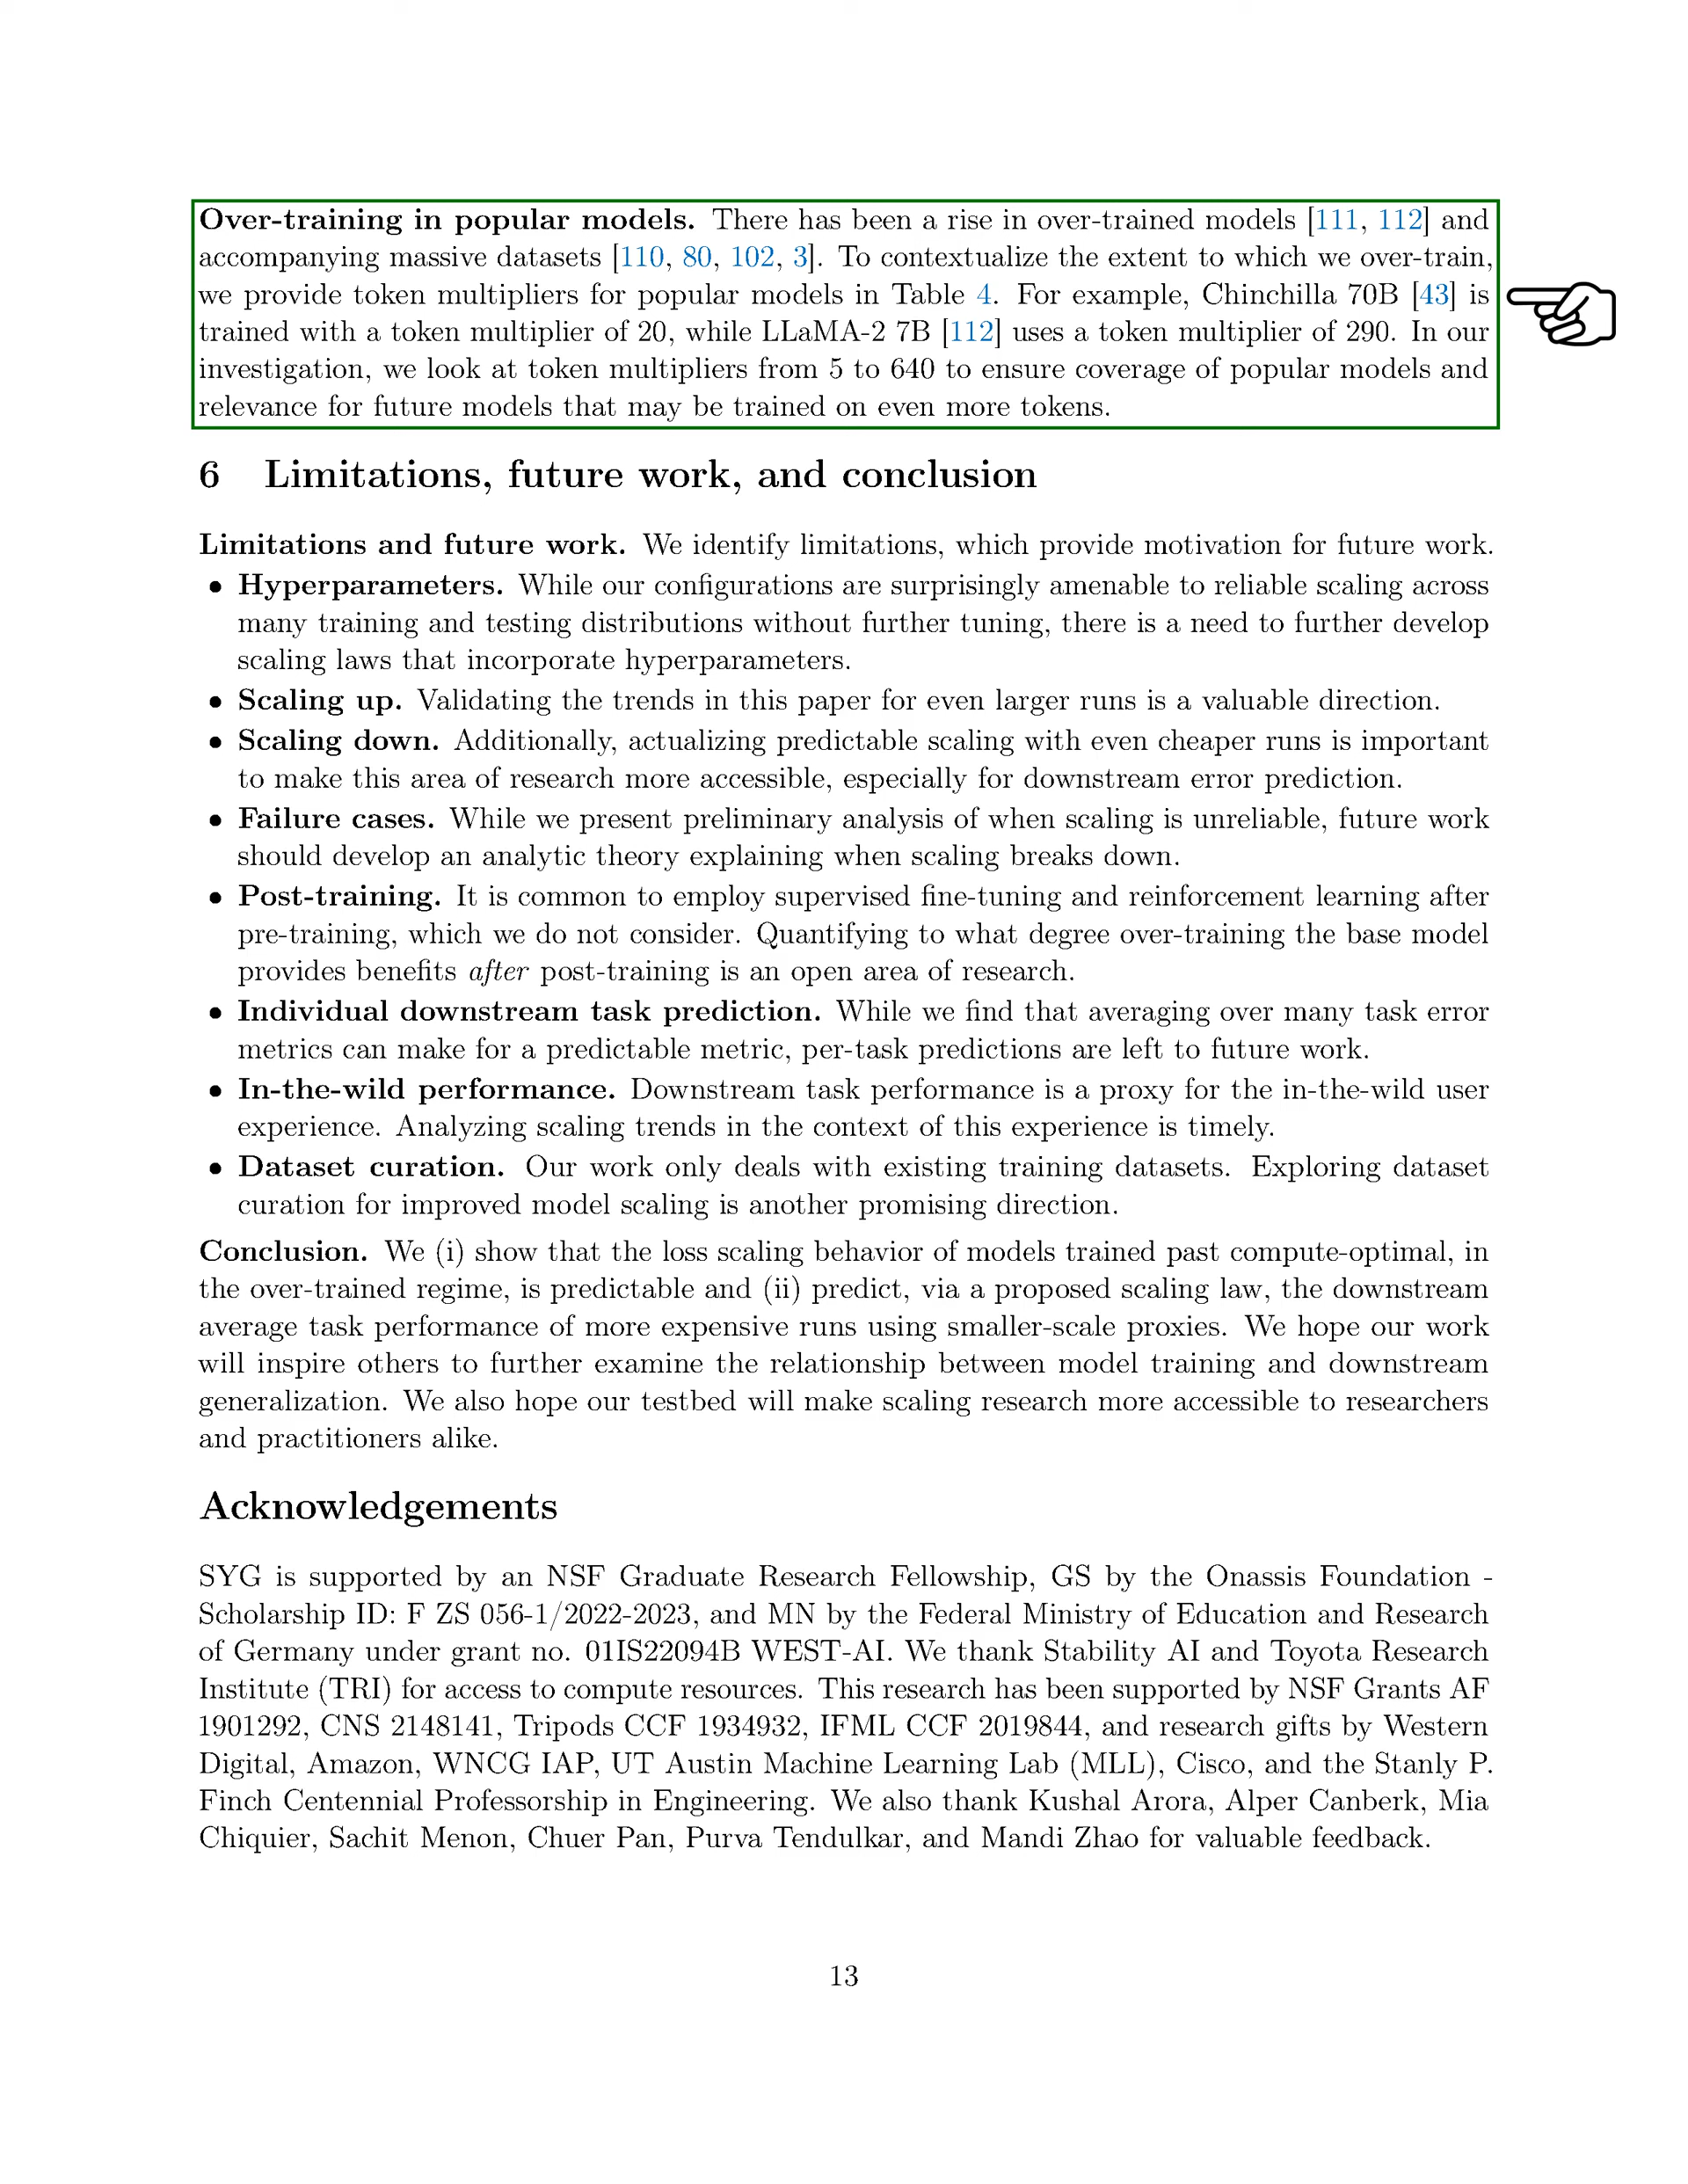 Over-training in popular models. There has been a rise in over-trained models [111, 112] and
accompanying massive datasets [110, 80, 102, 3]. To contextualize the extent to which we over-train,
we provide token multipliers for popular models in Table 4. For example, Chinchilla 70B [43] is
trained with a token multiplier of 20, while LLaMA-2 7B [112] uses a token multiplier of 290. In our
investigation, we look at token multipliers from 5 to 640 to ensure coverage of popular models and
relevance for future models that may be trained on even more tokens.
6 Limitations, future work, and conclusion
Limitations and future work. We identify limitations, which provide motivation for future work.
• Hyperparameters. While our configurations are surprisingly amenable to reliable scaling across
many training and testing distributions without further tuning, there is a need to further develop
scaling laws that incorporate hyperparameters.
• Scaling up. Validating the trends in this paper for even larger runs is a valuable direction.
• Scaling down. Additionally, actualizing predictable scaling with even cheaper runs is important
to make this area of research more accessible, especially for downstream error prediction.
• Failure cases. While we present preliminary analysis of when scaling is unreliable, future work
should develop an analytic theory explaining when scaling breaks down.
• Post-training. It is common to employ supervised fine-tuning and reinforcement learning after
pre-training, which we do not consider. Quantifying to what degree over-training the base model
provides benefits after post-training is an open area of research.
• Individual downstream task prediction. While we find that averaging over many task error
metrics can make for a predictable metric, per-task predictions are left to future work.
• In-the-wild performance. Downstream task performance is a proxy for the in-the-wild user
experience. Analyzing scaling trends in the context of this experience is timely.
• Dataset curation. Our work only deals with existing training datasets. Exploring dataset
curation for improved model scaling is another promising direction.
Conclusion. We (i) show that the loss scaling behavior of models trained past compute-optimal, in
the over-trained regime, is predictable and (ii) predict, via a proposed scaling law, the downstream
average task performance of more expensive runs using smaller-scale proxies. We hope our work
will inspire others to further examine the relationship between model training and downstream
generalization. We also hope our testbed will make scaling research more accessible to researchers
and practitioners alike.
Acknowledgements
SYG is supported by an NSF Graduate Research Fellowship, GS by the Onassis Foundation -
Scholarship ID: F ZS 056-1/2022-2023, and MN by the Federal Ministry of Education and Research
of Germany under grant no. 01IS22094B WEST-AI. We thank Stability AI and Toyota Research
Institute (TRI) for access to compute resources. This research has been supported by NSF Grants AF
1901292, CNS 2148141, Tripods CCF 1934932, IFML CCF 2019844, and research gifts by Western
Digital, Amazon, WNCG IAP, UT Austin Machine Learning Lab (MLL), Cisco, and the Stanly P.
Finch Centennial Professorship in Engineering. We also thank Kushal Arora, Alper Canberk, Mia
Chiquier, Sachit Menon, Chuer Pan, Purva Tendulkar, and Mandi Zhao for valuable feedback.
13